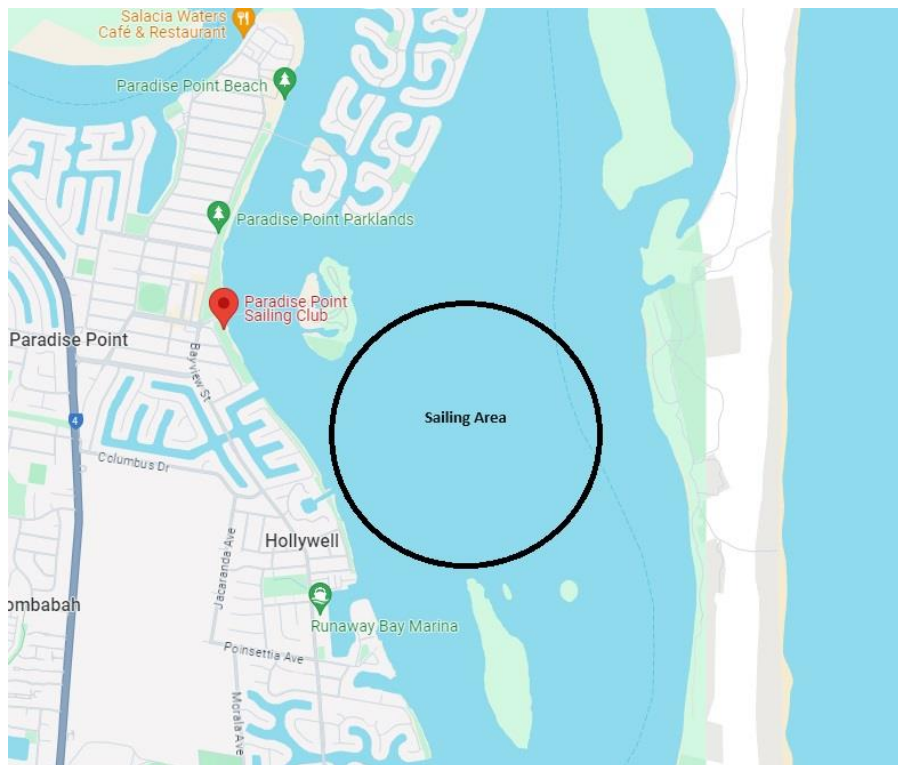 Salacia Waters
Café & Restaurant
Paradise Point Beach
Paradise Point Parklands
Paradise Point
Sailing Club
Paradise Point
Bayview St
4
Sailing Area
Columbus Dr
Hollywell
Jacaranda Ave
ombabah
Runaway Bay Marina
Poinsettia Ave
Morala Ave